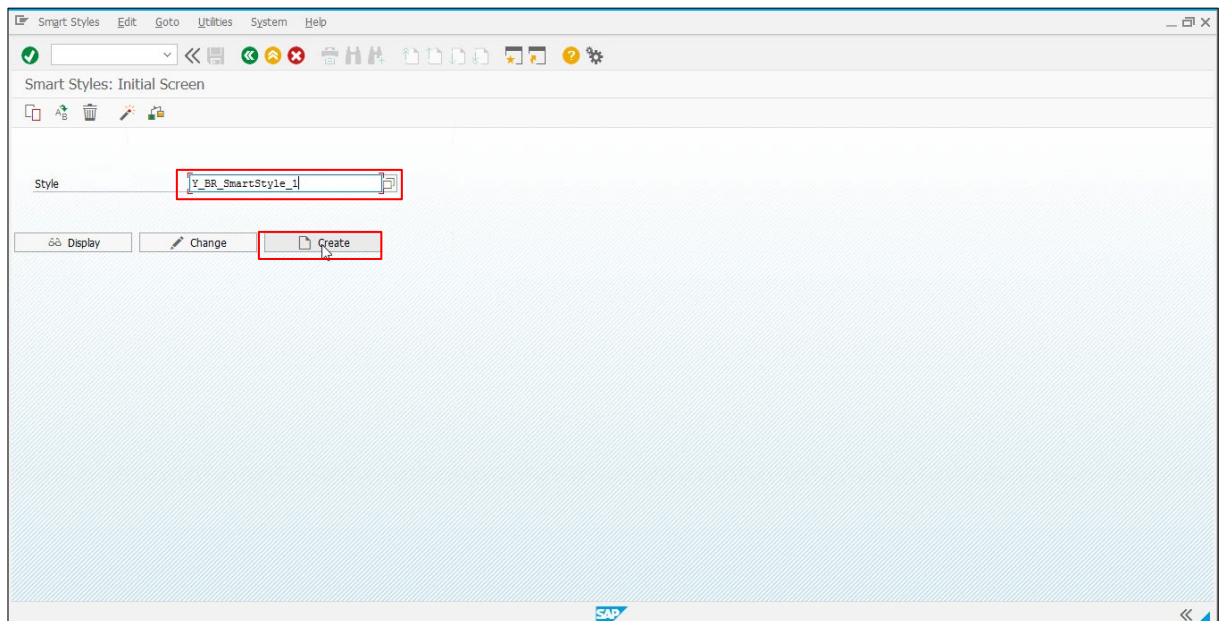 Smart Styles Edit Goto Utilities System Help
Smart Styles: Initial Screen
Style Y_BR_SmartStyle_1
Display Change Create
SAP